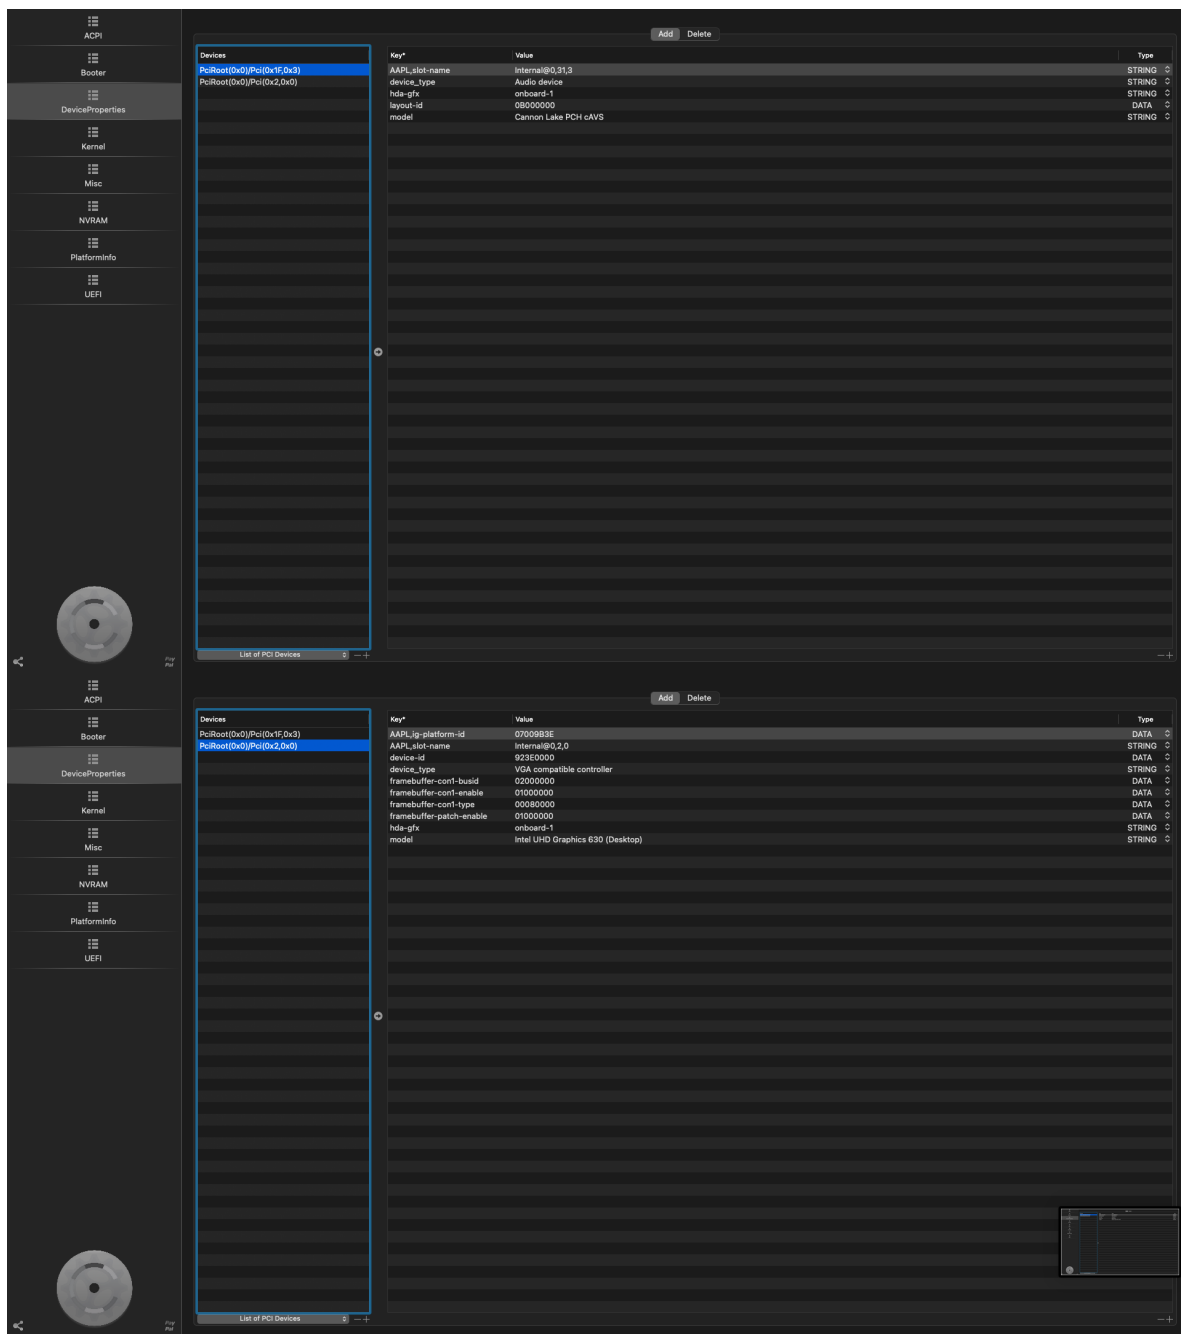 ACPI
Booter
DeviceProperties
Kernel
Misc
NVRAM
PlatformInfo
UEFI
Add Delete
Devices
PciRoot(0x0)/Pci(0x1F,0x3)
PciRoot(0x0)/Pci(0x2,0x0)
Key* Value Type
AAPL,slot-name Internal@0,31,3 STRING
device_type Audio device STRING
hda-gfx onboard-1 STRING
layout-id 0B000000 DATA
model Cannon Lake PCH cAVS STRING
List of PCI Devices
Pay
Pal
ACPI
Booter
DeviceProperties
Kernel
Misc
NVRAM
PlatformInfo
UEFI
Add Delete
Devices
PciRoot(0x0)/Pci(0x1F,0x3)
PciRoot(0x0)/Pci(0x2,0x0)
Key* Value Type
AAPL,ig-platform-id 07009B3E DATA
AAPL,slot-name Internal@0,2,0 STRING
device-id 923E0000 DATA
device_type VGA compatible controller STRING
framebuffer-con1-busid 02000000 DATA
framebuffer-con1-enable 01000000 DATA
framebuffer-con1-type 00080000 DATA
framebuffer-patch-enable 01000000 DATA
hda-gfx onboard-1 STRING
model Intel UHD Graphics 630 (Desktop) STRING
List of PCI Devices
Pay
Pal